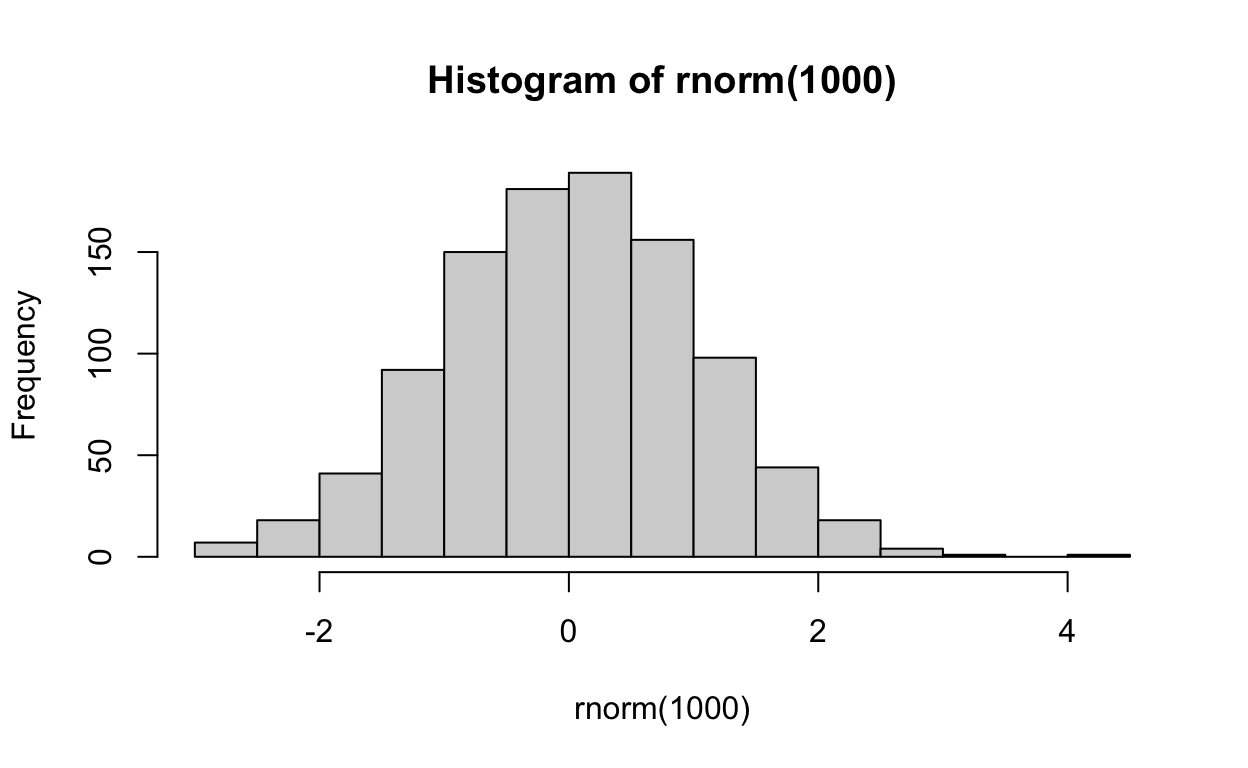 Histogram of rnorm(1000)
Frequency
150
100
50
0
-2 0 2 4
rnorm(1000)